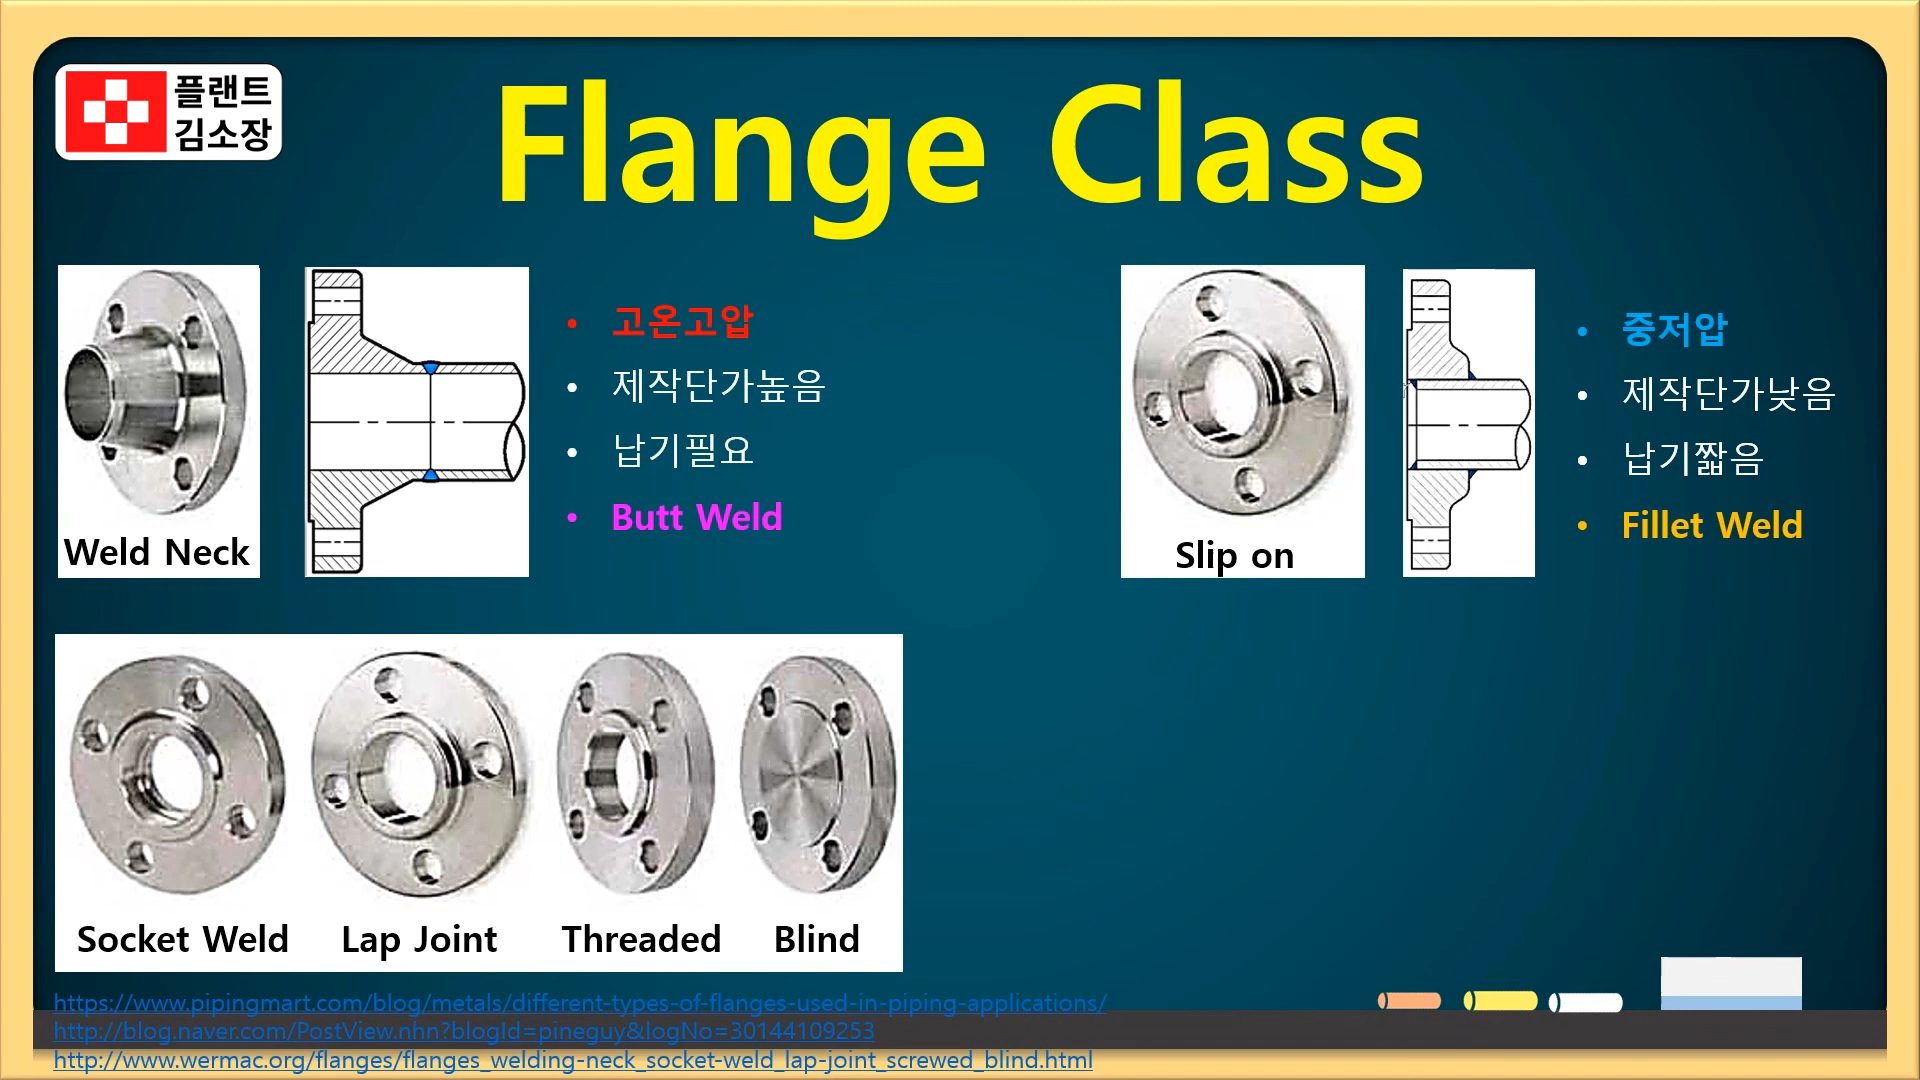 플랜트
김소장
Flange Class
Weld Neck
• 고온고압
• 제작단가높음
• 납기필요
• Butt Weld
Slip on
• 중저압
• 제작단가낮음
• 납기짧음
• Fillet Weld
Socket Weld
Lap Joint
Threaded
Blind
https://www.pipingmart.com/blog/metals/different-types-of-flanges-used-in-piping-applications/
http://blog.naver.com/PostView.nhn?blogId=pineguy&logNo=30144109253
http://www.wermac.org/flanges/flanges_welding-neck_socket-weld_lap-joint_screwed_blind.html